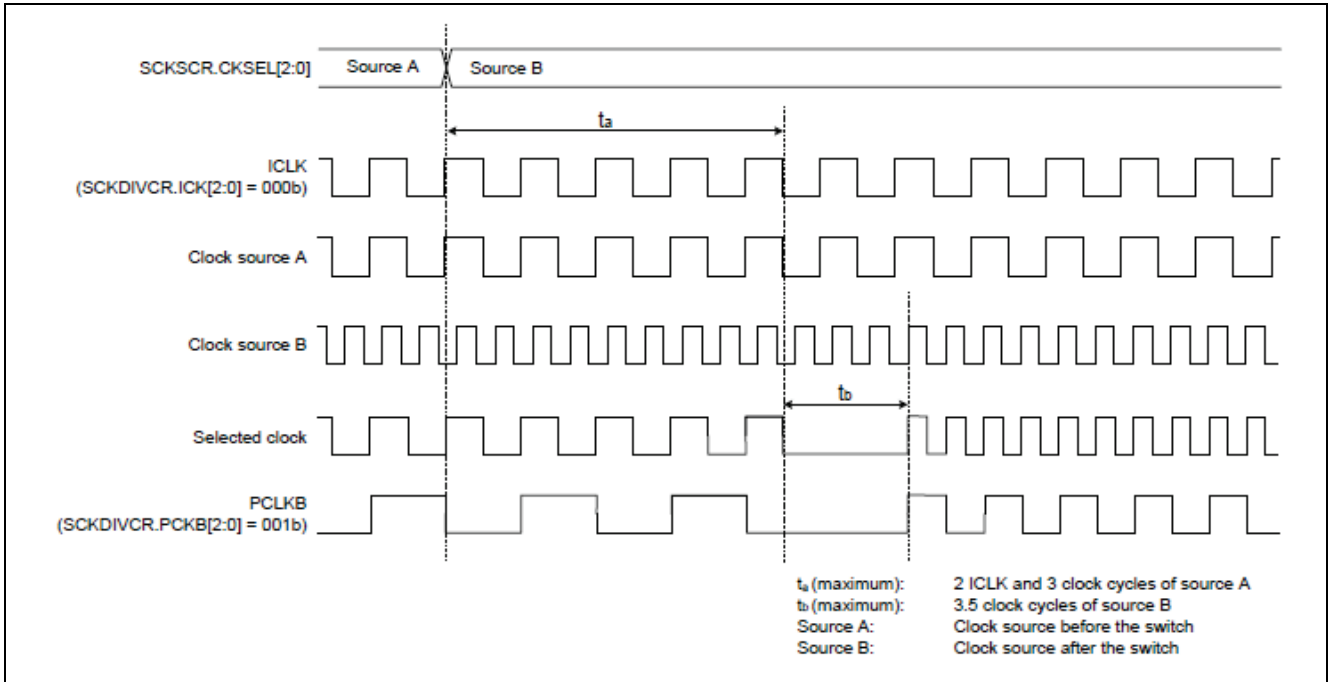 SCKSCR.CKSEL[2:0] Source A Source B
ta
ICLK
(SCKDIVCR.ICK[2:0] = 000b)
Clock source A
Clock source B
tb
Selected clock
PCLKB
(SCKDIVCR.PCKB[2:0] = 001b)
ta (maximum): 2 ICLK and 3 clock cycles of source A
tb (maximum): 3.5 clock cycles of source B
Source A: Clock source before the switch
Source B: Clock source after the switch